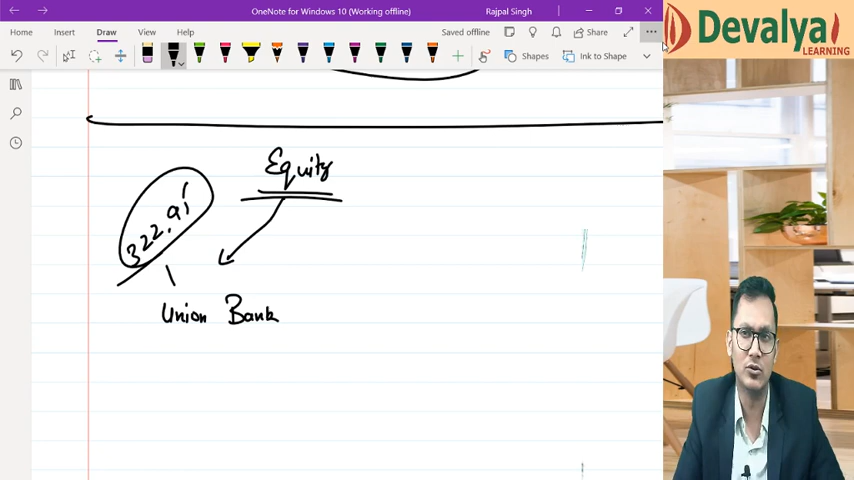 OneNote for Windows 10 (Working offline)
Rajpal Singh
Home Insert Draw View Help
Saved offline
Share
Shapes
Ink to Shape
Devalya
LEARNING
Equity
322.91
Union Bank